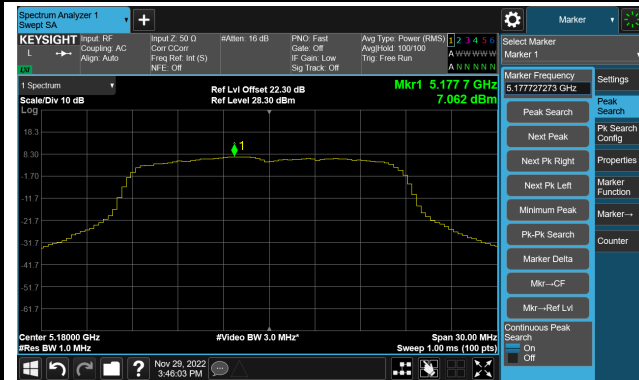 Spectrum Analyzer 1
Swept SA
Marker
KEYSIGHT
L
Input: RF
Coupling: AC
Align: Auto
Input Z: 50 Ω
Corr CCorr
Freq Ref: Int (S)
NFE: Off
#Atten: 16 dB
PNO: Fast
Gate: Off
IF Gain: Low
Sig Track: Off
Avg Type: Power (RMS)
Avg|Hold: 100/100
Trig: Free Run
1 2 3 4 5 6
A W W W W W
A N N N N N
Select Marker
Marker 1
1 Spectrum
Scale/Div 10 dB
Log
Ref Lvl Offset 22.30 dB
Ref Level 28.30 dBm
Mkr1 5.177 7 GHz
7.062 dBm
18.3
8.30
-1.70
-11.7
-21.7
-31.7
-41.7
-51.7
-61.7
1
Center 5.18000 GHz
#Res BW 1.0 MHz
#Video BW 3.0 MHz*
Span 30.00 MHz
Sweep 1.00 ms (100 pts)
Marker Frequency
5.177727273 GHz
Peak Search
Next Peak
Next Pk Right
Next Pk Left
Minimum Peak
Pk-Pk Search
Marker Delta
Mkr→CF
Mkr→Ref Lvl
Continuous Peak
Search
On
Off
Settings
Peak
Search
Pk Search
Config
Properties
Marker
Function
Marker→
Counter
Nov 29, 2022
3:46:03 PM